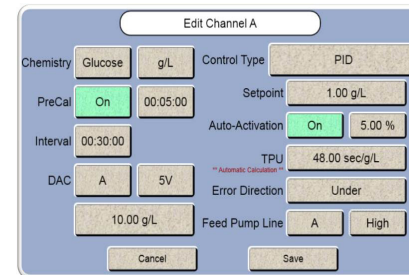 Edit Channel A
Chemistry Glucose g/L
PreCal On 00:05:00
Interval 00:30:00
DAC A 5V
10.00 g/L
Control Type PID
Setpoint 1.00 g/L
Auto-Activation On 5.00 %
TPU 48.00 sec/g/L
** Automatic Calculation **
Error Direction Under
Feed Pump Line A High
Cancel Save